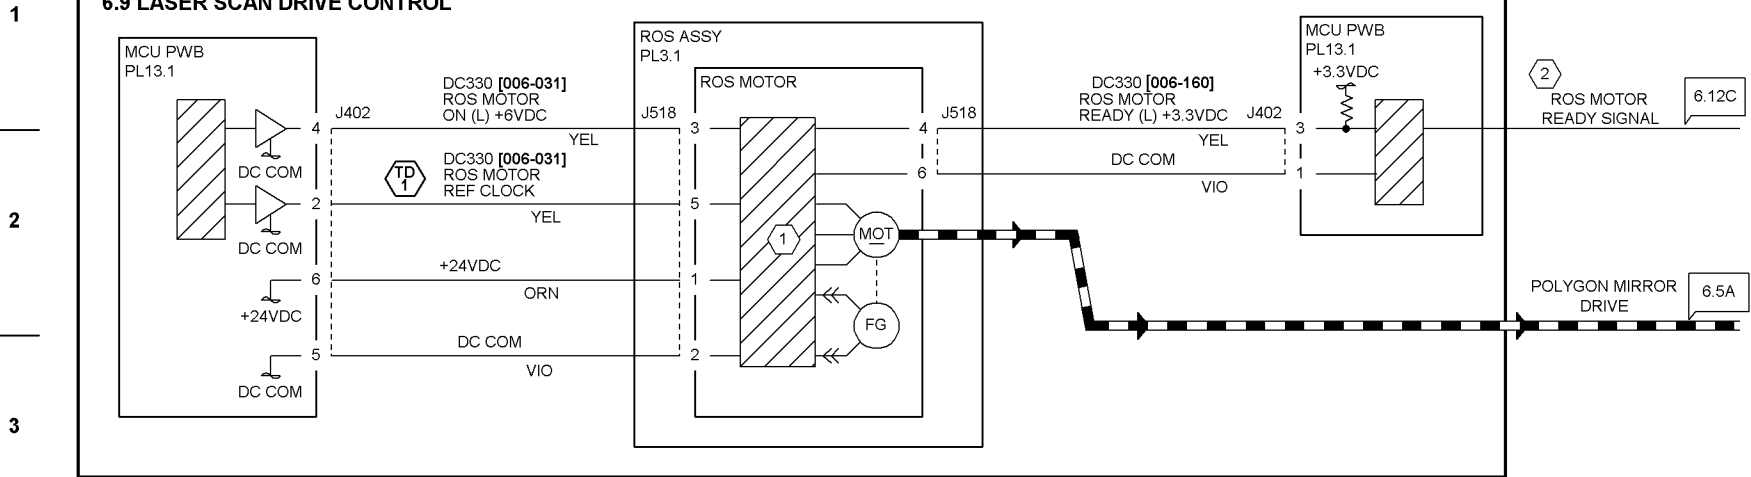 6.9 LASER SCAN DRIVE CONTROL
1
2
3
MCU PWB
PL13.1
4
DC COM
2
DC COM
6
+24VDC
5
DC COM
J402
DC330 [006-031]
ROS MOTOR
ON (L) +6VDC
YEL
TD
1
DC330 [006-031]
ROS MOTOR
REF CLOCK
YEL
+24VDC
ORN
DC COM
VIO
J518
ROS ASSY
PL3.1
ROS MOTOR
3
5
1
2
1
MOT
FG
4
6
J518
DC330 [006-160]
ROS MOTOR
READY (L) +3.3VDC
YEL
DC COM
VIO
J402
MCU PWB
PL13.1
+3.3VDC
3
1
2
ROS MOTOR
READY SIGNAL
6.12C
POLYGON MIRROR
DRIVE
6.5A